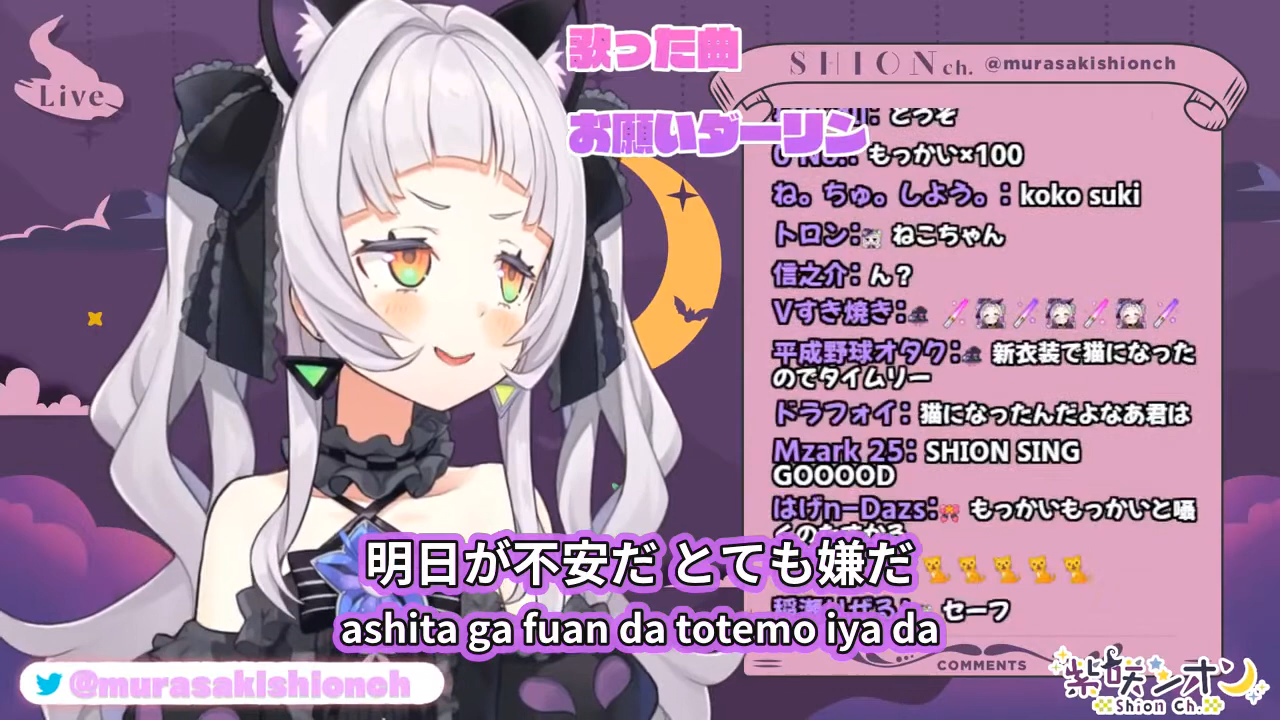 Live
歌った曲
お願いダーリン
SHION ch. @murasakishionch
どうぞ
もっかい×100
ね。ちゅ。しよう。: koko suki
トロン: ねこちゃん
信之介: ん?
Vすき焼き:
平成野球オタク: 新衣装で猫になった
のでタイムリー
ドラフォイ: 猫になったんだよなあ君は
Mzark 25: SHION SING
GOOOOD
はげn-Dazs: もっかいもっかいと囁
セーフ
明日が不安だ とても嫌だ
ashita ga fuan da totemo iya da
@murasakishionch
COMMENTS
紫咲シオン
Shion Ch.